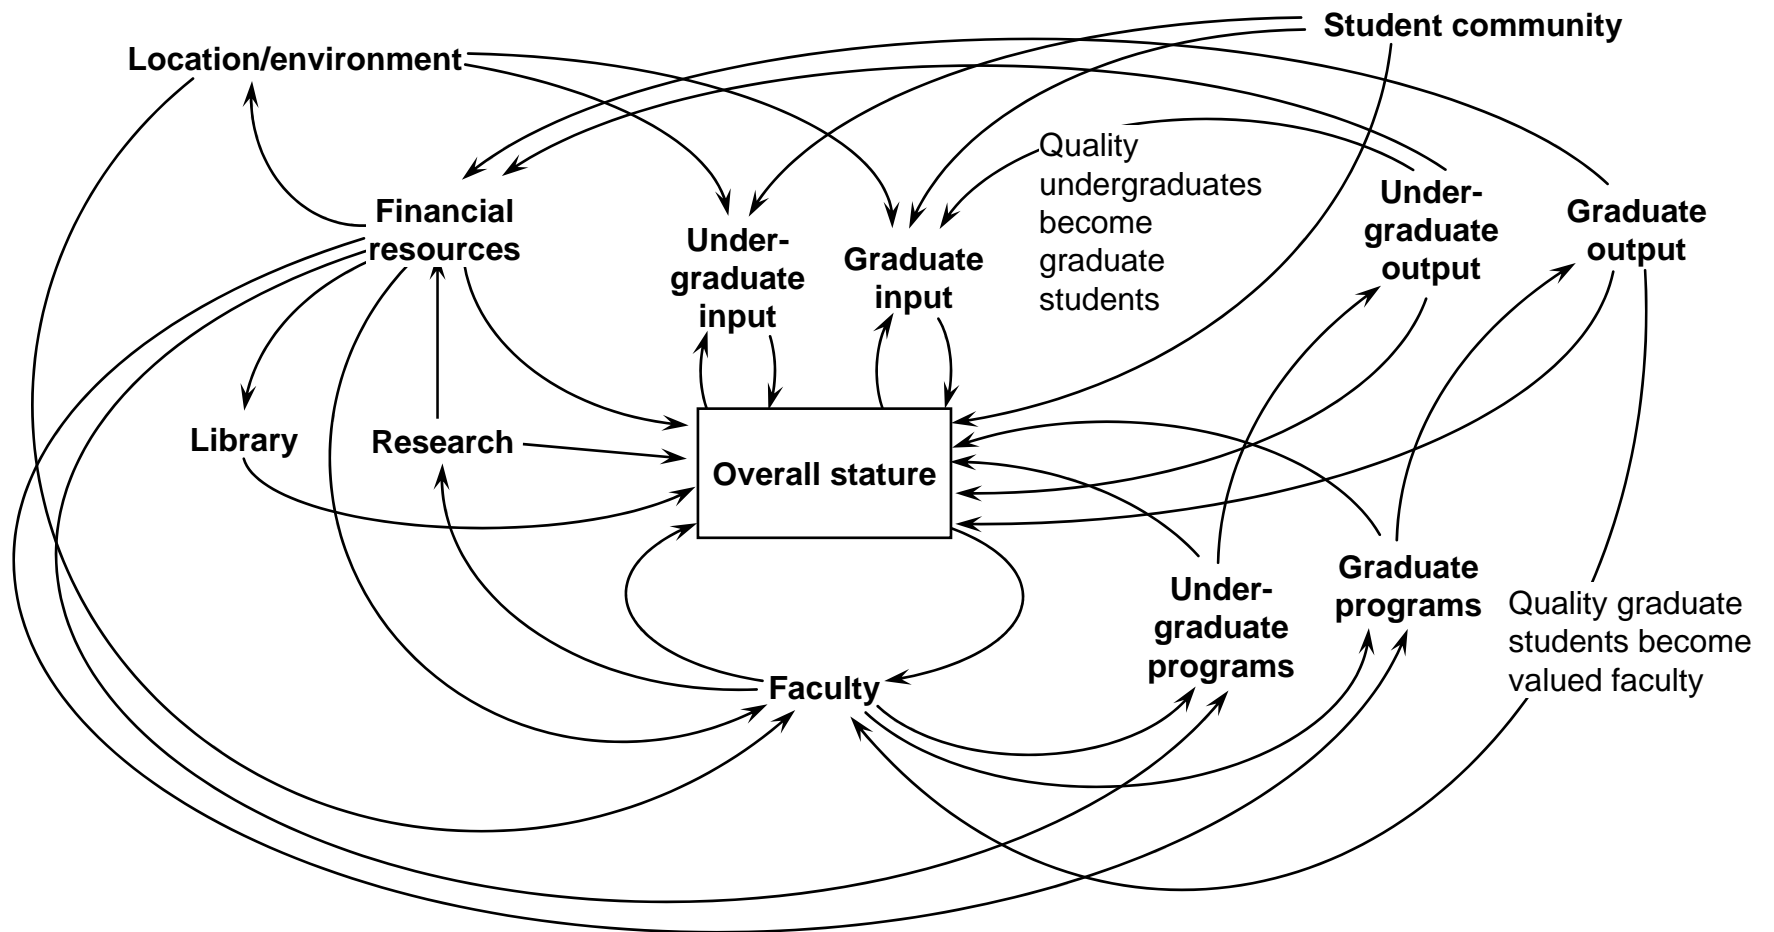 Student community
Location/environment
Quality
undergraduates
become
graduate
students
Under-
graduate
output
Graduate
output
Financial
resources
Under-
graduate
input
Graduate
input
Library
Research
Overall stature
Under-
graduate
programs
Graduate
programs
Quality graduate
students become
valued faculty
Faculty